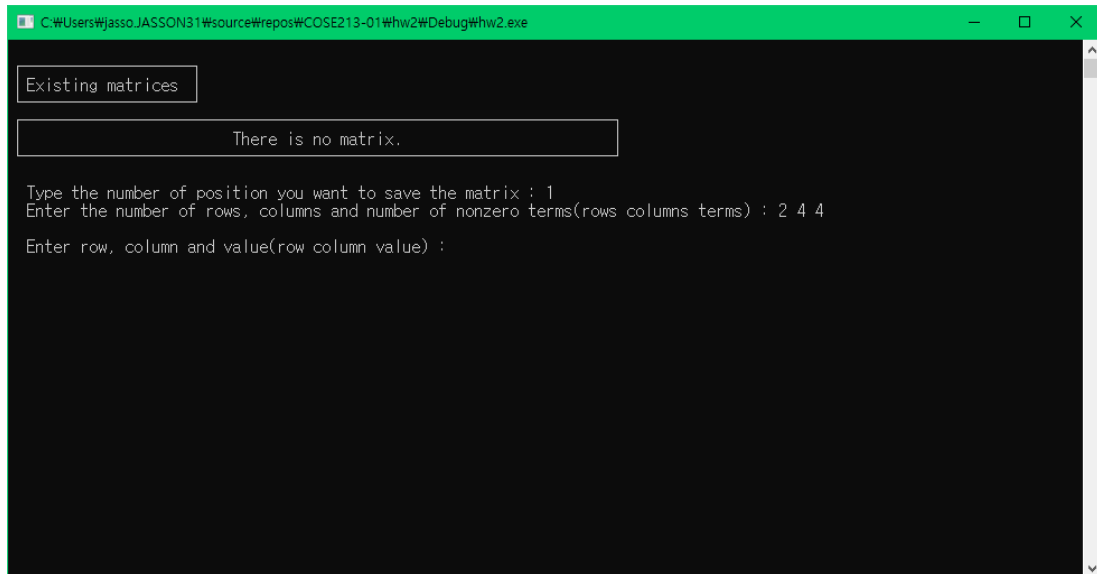 C:₩Users₩jasso.JASSON31₩source₩repos₩COSE213-01₩hw2₩Debug₩hw2.exe
Existing matrices
There is no matrix.
Type the number of position you want to save the matrix : 1
Enter the number of rows, columns and number of nonzero terms(rows columns terms) : 2 4 4
Enter row, column and value(row column value) :